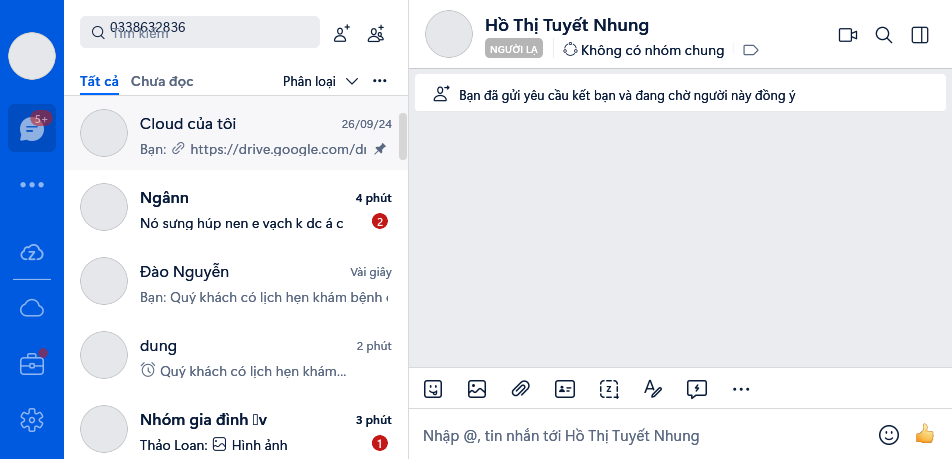 0338632836
Tìm kiếm
Tất cả Chưa đọc Phân loại
5+
Cloud của tôi 26/09/24
Bạn: https://drive.google.com/
Ngânn 4 phút
Nó sưng húp nen e vạch k dc á c 2
Đào Nguyễn Vài giây
Bạn: Quý khách có lịch hẹn khám bệnh
dung 2 phút
Quý khách có lịch hẹn khám...
Nhóm gia đình v 3 phút
Thảo Loan: Hình ảnh 1
Hồ Thị Tuyết Nhung
NGƯỜI LẠ Không có nhóm chung
Bạn đã gửi yêu cầu kết bạn và đang chờ người này đồng ý
Nhập @, tin nhắn tới Hồ Thị Tuyết Nhung